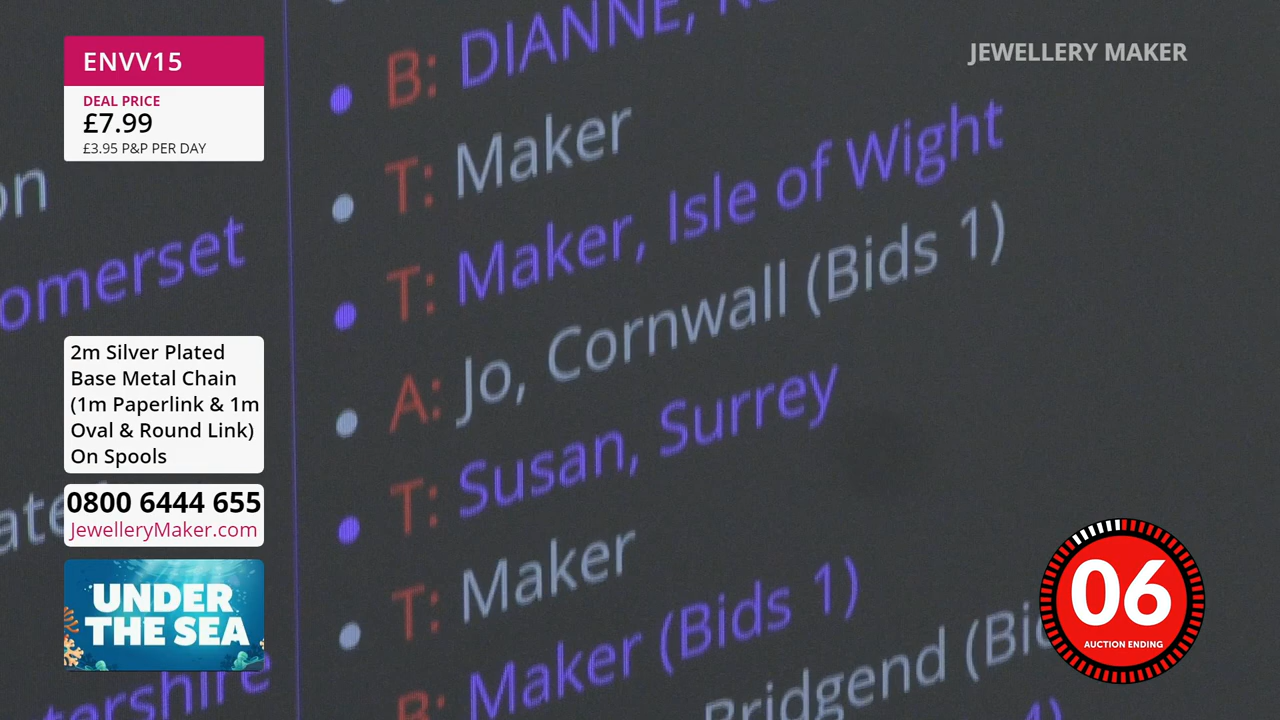 ENVV15
DEAL PRICE
£7.99
£3.95 P&P PER DAY
JEWELLERY MAKER
B: DIANNE,
T: Maker
T: Maker, Isle of Wight
A: Jo, Cornwall (Bids 1)
T: Susan, Surrey
T: Maker
B: Maker (Bids 1)
Bridgend
2m Silver Plated
Base Metal Chain
(1m Paperlink & 1m
Oval & Round Link)
On Spools
0800 6444 655
JewelleryMaker.com
UNDER
THE SEA
06
AUCTION ENDING